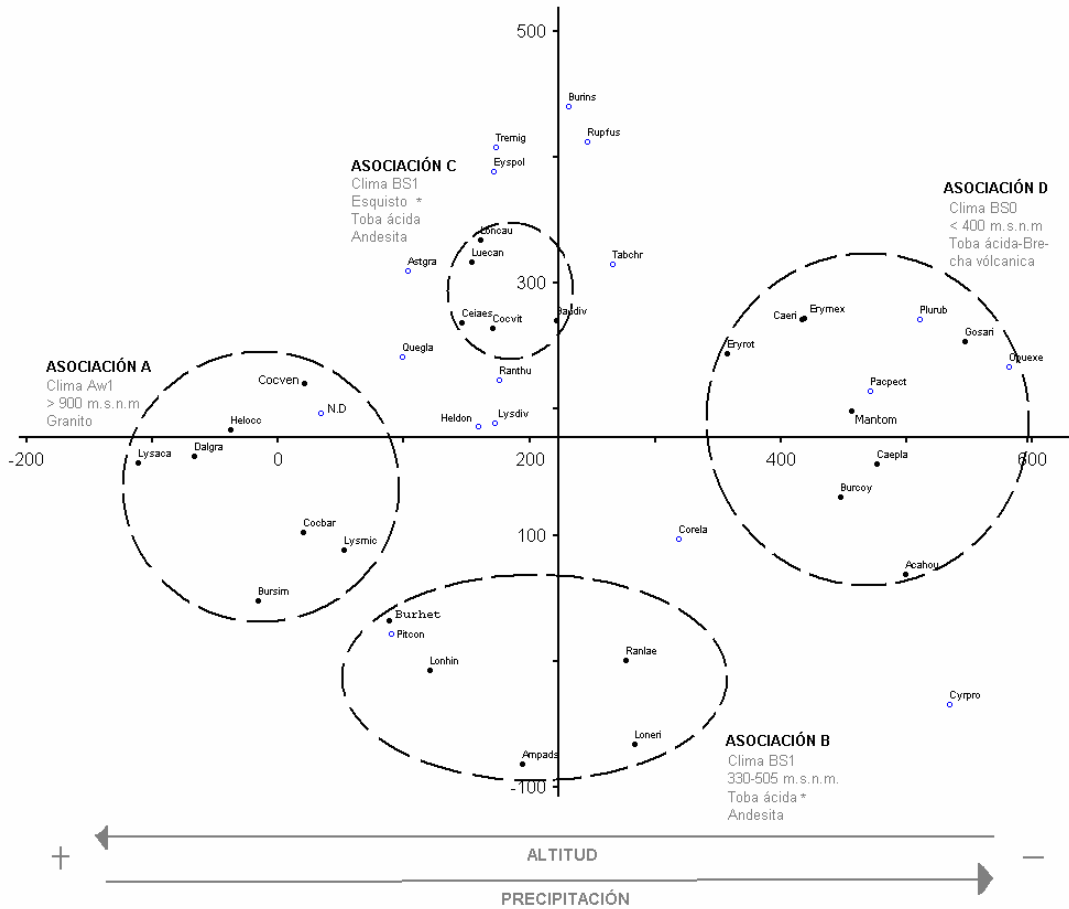 500
Burins
Tremig
Rupfus
ASOCIACIÓN C
Eyspol
Clima BS1
Esquisto *
Toba ácida
Andesita
ASOCIACIÓN D
Clima BS0
< 400 m.s.n.m
Toba ácida-Bre-
cha vólcanica
Loncau
Luecan
Astgra
Tabchr
300
Ceiaes
Cocvit
Caeri
Erymex
Plurub
Gosari
Eryrot
Opuexe
Quegla
Ranthu
Pacpect
Mantom
ASOCIACIÓN A
Clima Aw1
> 900 m.s.n.m
Granito
Cocven
N.D
Helocc
Heldon
Lysdiv
-200
0
200
400
600
Lysaca
Dalgra
Caepla
Burcoy
Cocbar
Lysmic
100
Corela
Acahou
Bursim
Burhet
Pitcon
Lonhin
Ranlae
Cyrpro
Loneri
Ampads
-100
ASOCIACIÓN B
Clima BS1
330-505 m.s.n.m.
Toba ácida *
Andesita
+
ALTITUD
−
PRECIPITACIÓN